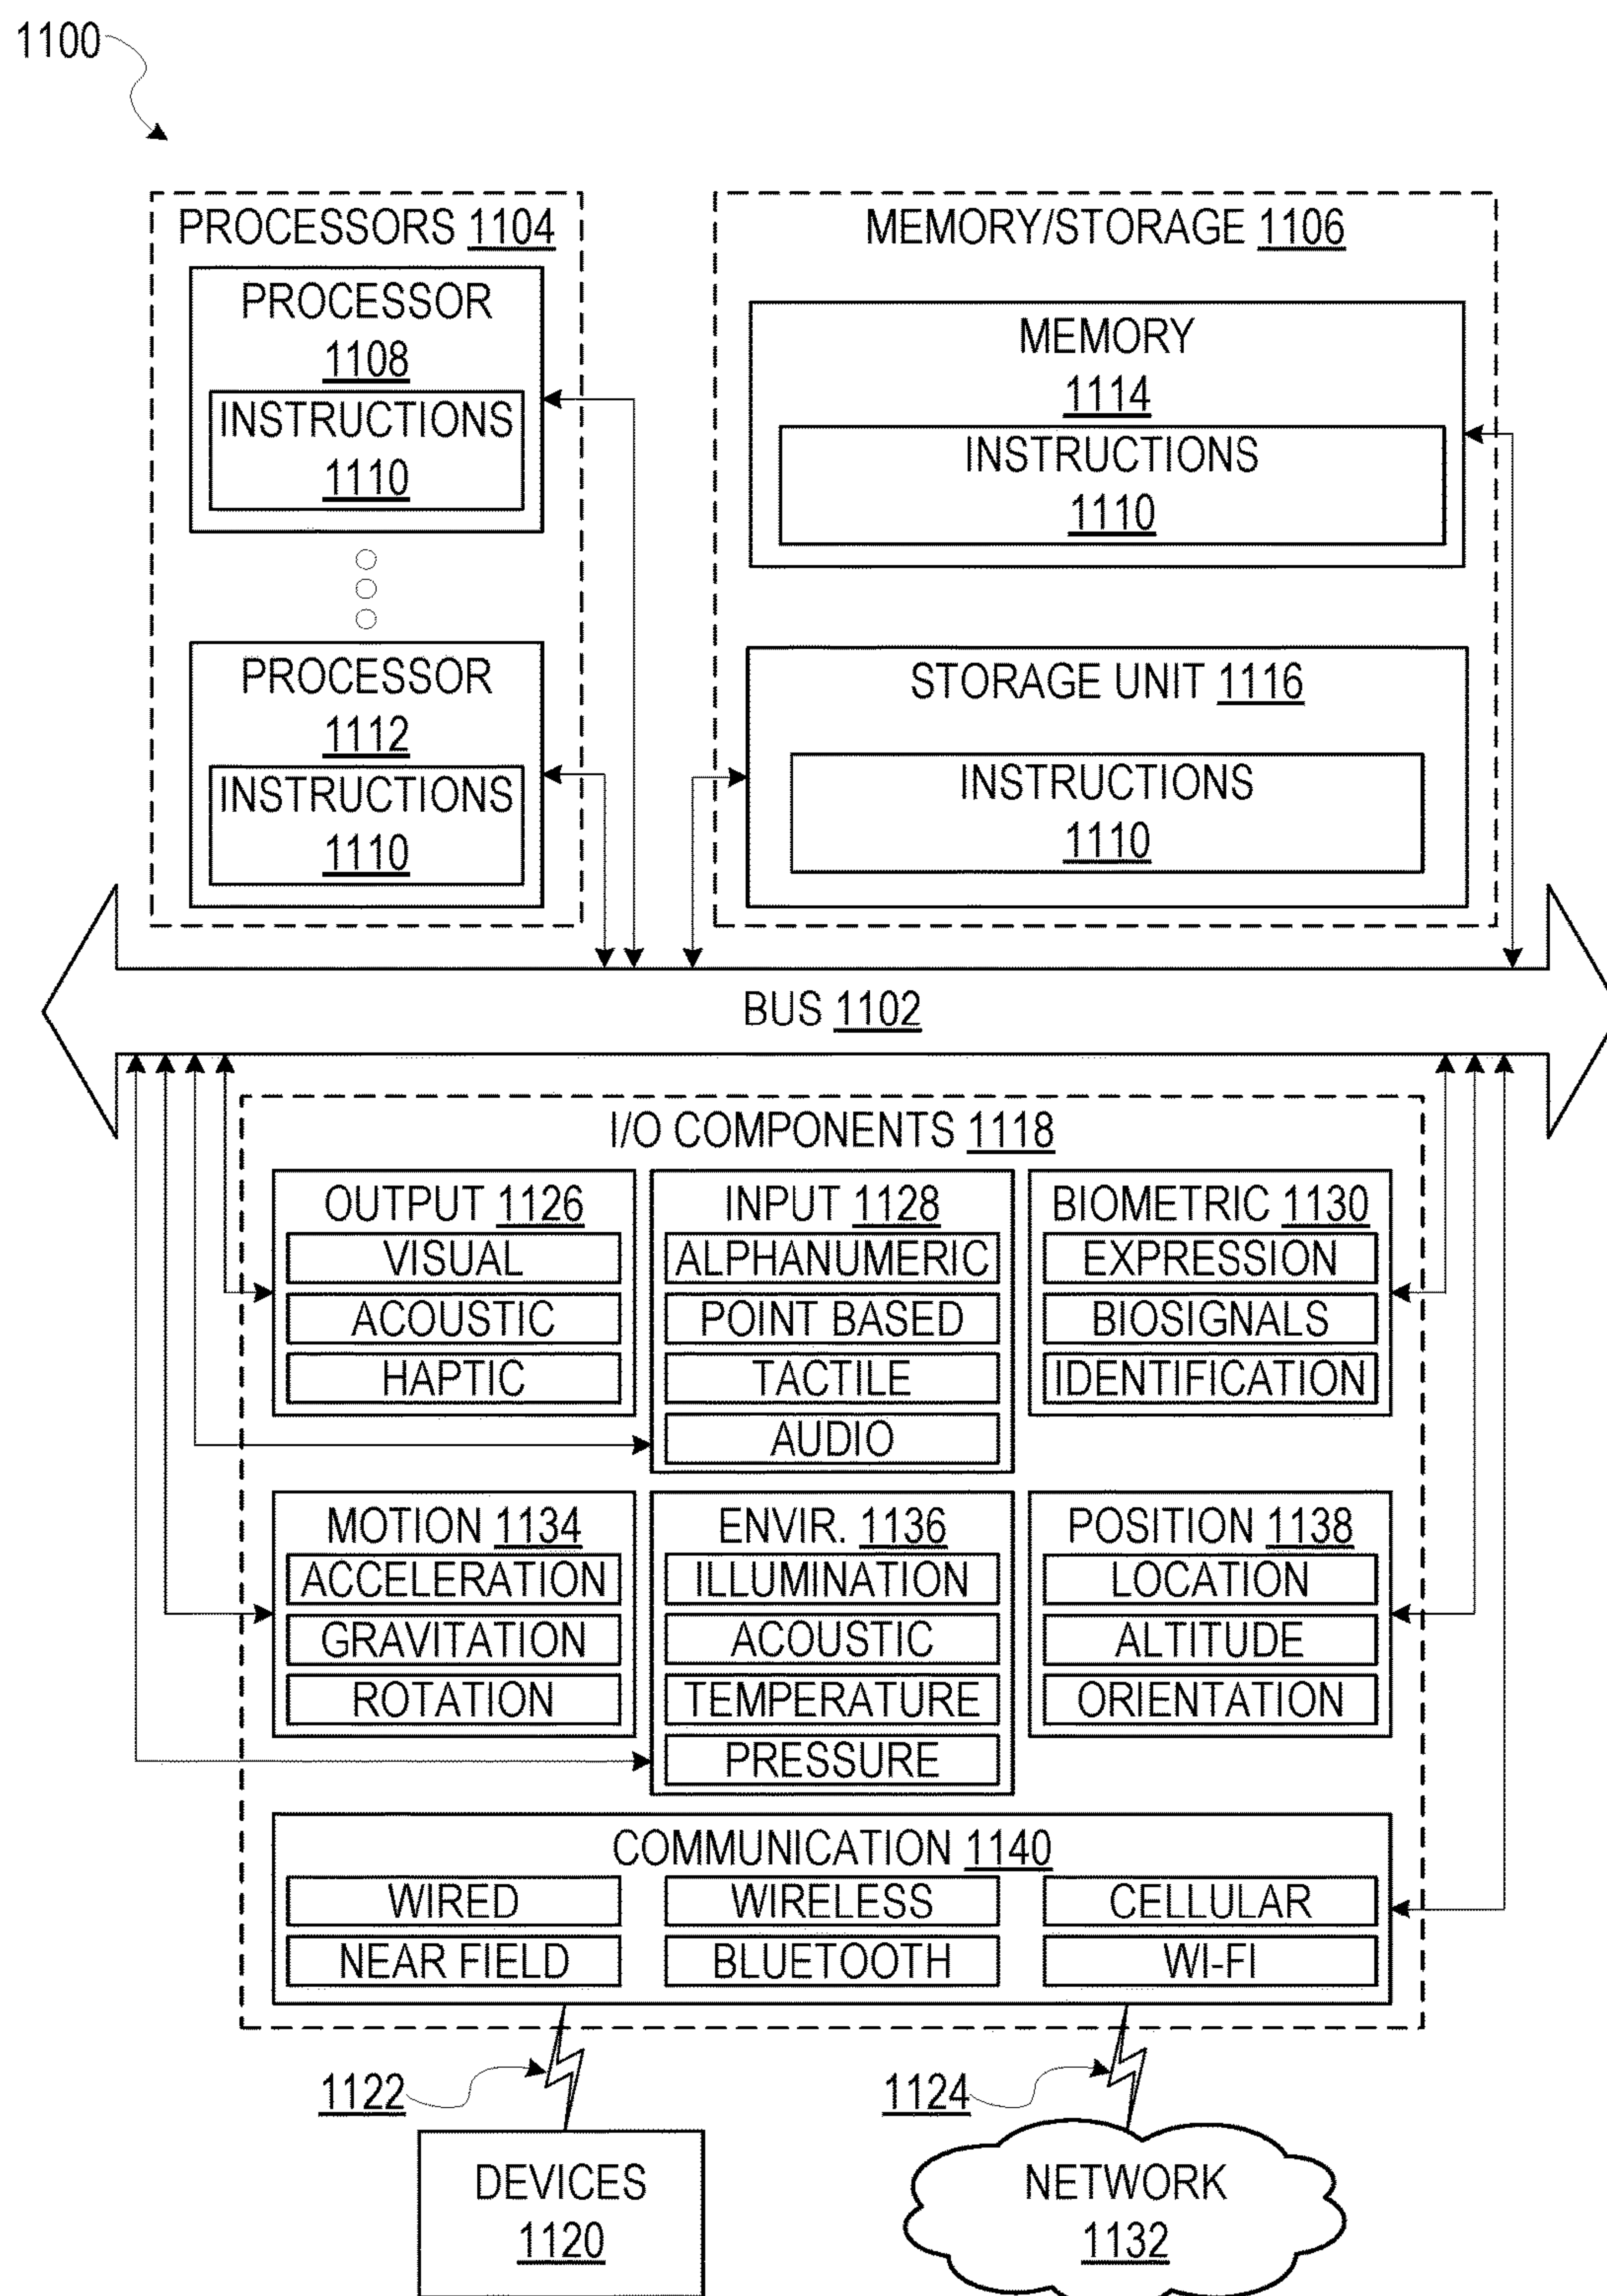 1100
PROCESSORS 1104
PROCESSOR
1108
INSTRUCTIONS
1110
PROCESSOR
1112
INSTRUCTIONS
1110
MEMORY/STORAGE 1106
MEMORY
1114
INSTRUCTIONS
1110
STORAGE UNIT 1116
INSTRUCTIONS
1110
BUS 1102
I/O COMPONENTS 1118
OUTPUT 1126
VISUAL
ACOUSTIC
HAPTIC
INPUT 1128
ALPHANUMERIC
POINT BASED
TACTILE
AUDIO
BIOMETRIC 1130
EXPRESSION
BIOSIGNALS
IDENTIFICATION
MOTION 1134
ACCELERATION
GRAVITATION
ROTATION
ENVIR. 1136
ILLUMINATION
ACOUSTIC
TEMPERATURE
PRESSURE
POSITION 1138
LOCATION
ALTITUDE
ORIENTATION
COMMUNICATION 1140
WIRED
WIRELESS
CELLULAR
NEAR FIELD
BLUETOOTH
WI-FI
1122
1124
DEVICES
1120
NETWORK
1132